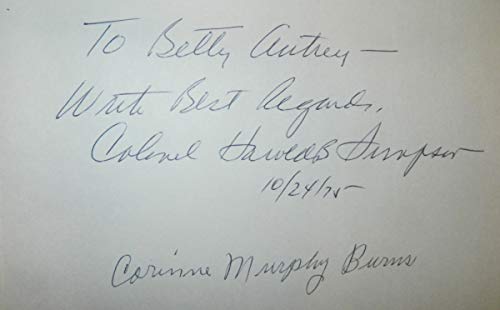 To Betty Autrey —
With Best Regards,
Colonel Harold B Simpson
10/24/75
Corinne Murphy Burns